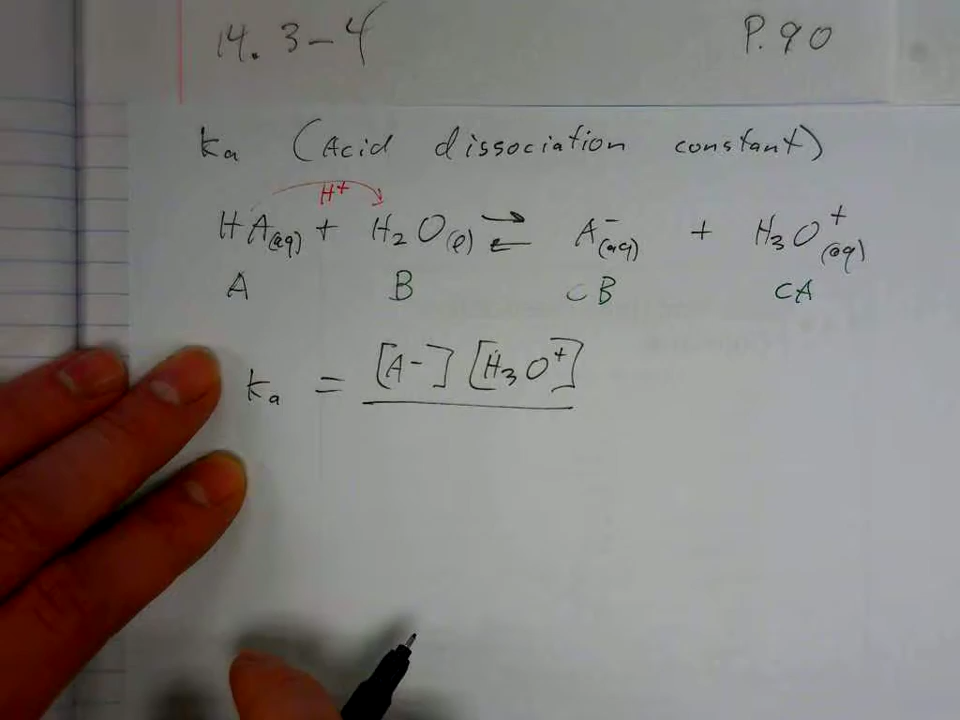 14.3-4 P.90
Ka (Acid dissociation constant)
H+
HA(aq) + H2O(l) ⇌ A-(aq) + H3O+(aq)
A B CB CA
Ka = [A-][H3O+]